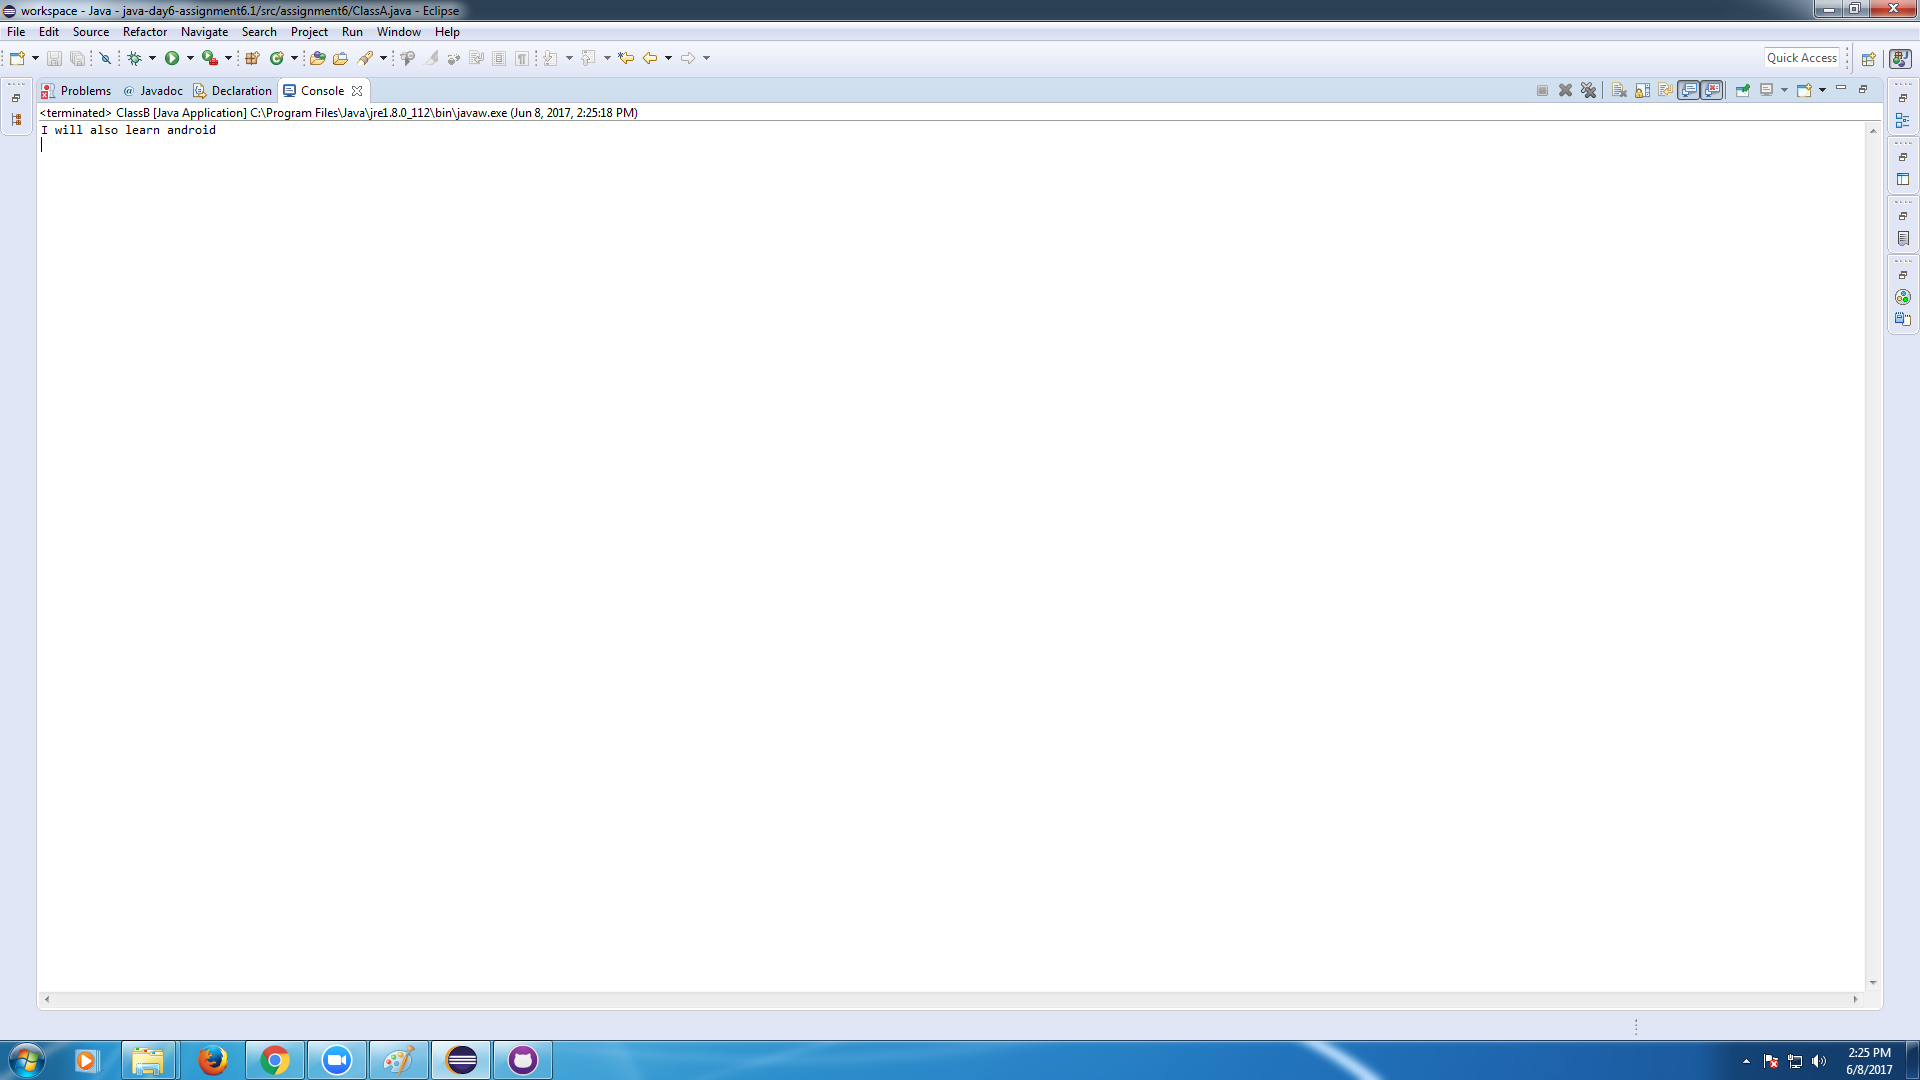 workspace - Java - java-day6-assignment6.1/src/assignment6/ClassA.java - Eclipse
File Edit Source Refactor Navigate Search Project Run Window Help
Quick Access
Problems @ Javadoc Declaration Console
<terminated> ClassB [Java Application] C:\Program Files\Java\jre1.8.0_112\bin\javaw.exe (Jun 8, 2017, 2:25:18 PM)
I will also learn android
2:25 PM
6/8/2017